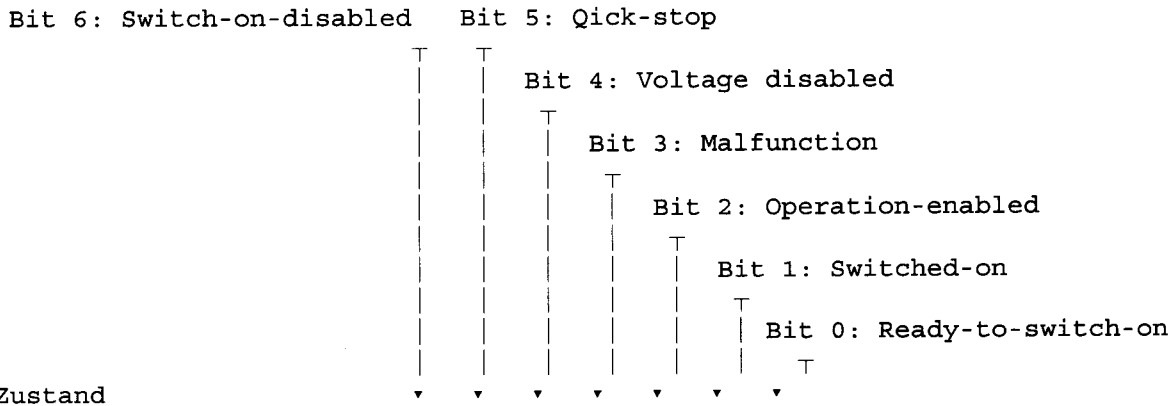 Bit 6: Switch-on-disabled Bit 5: Qick-stop
Bit 4: Voltage disabled
Bit 3: Malfunction
Bit 2: Operation-enabled
Bit 1: Switched-on
Bit 0: Ready-to-switch-on
Zustand